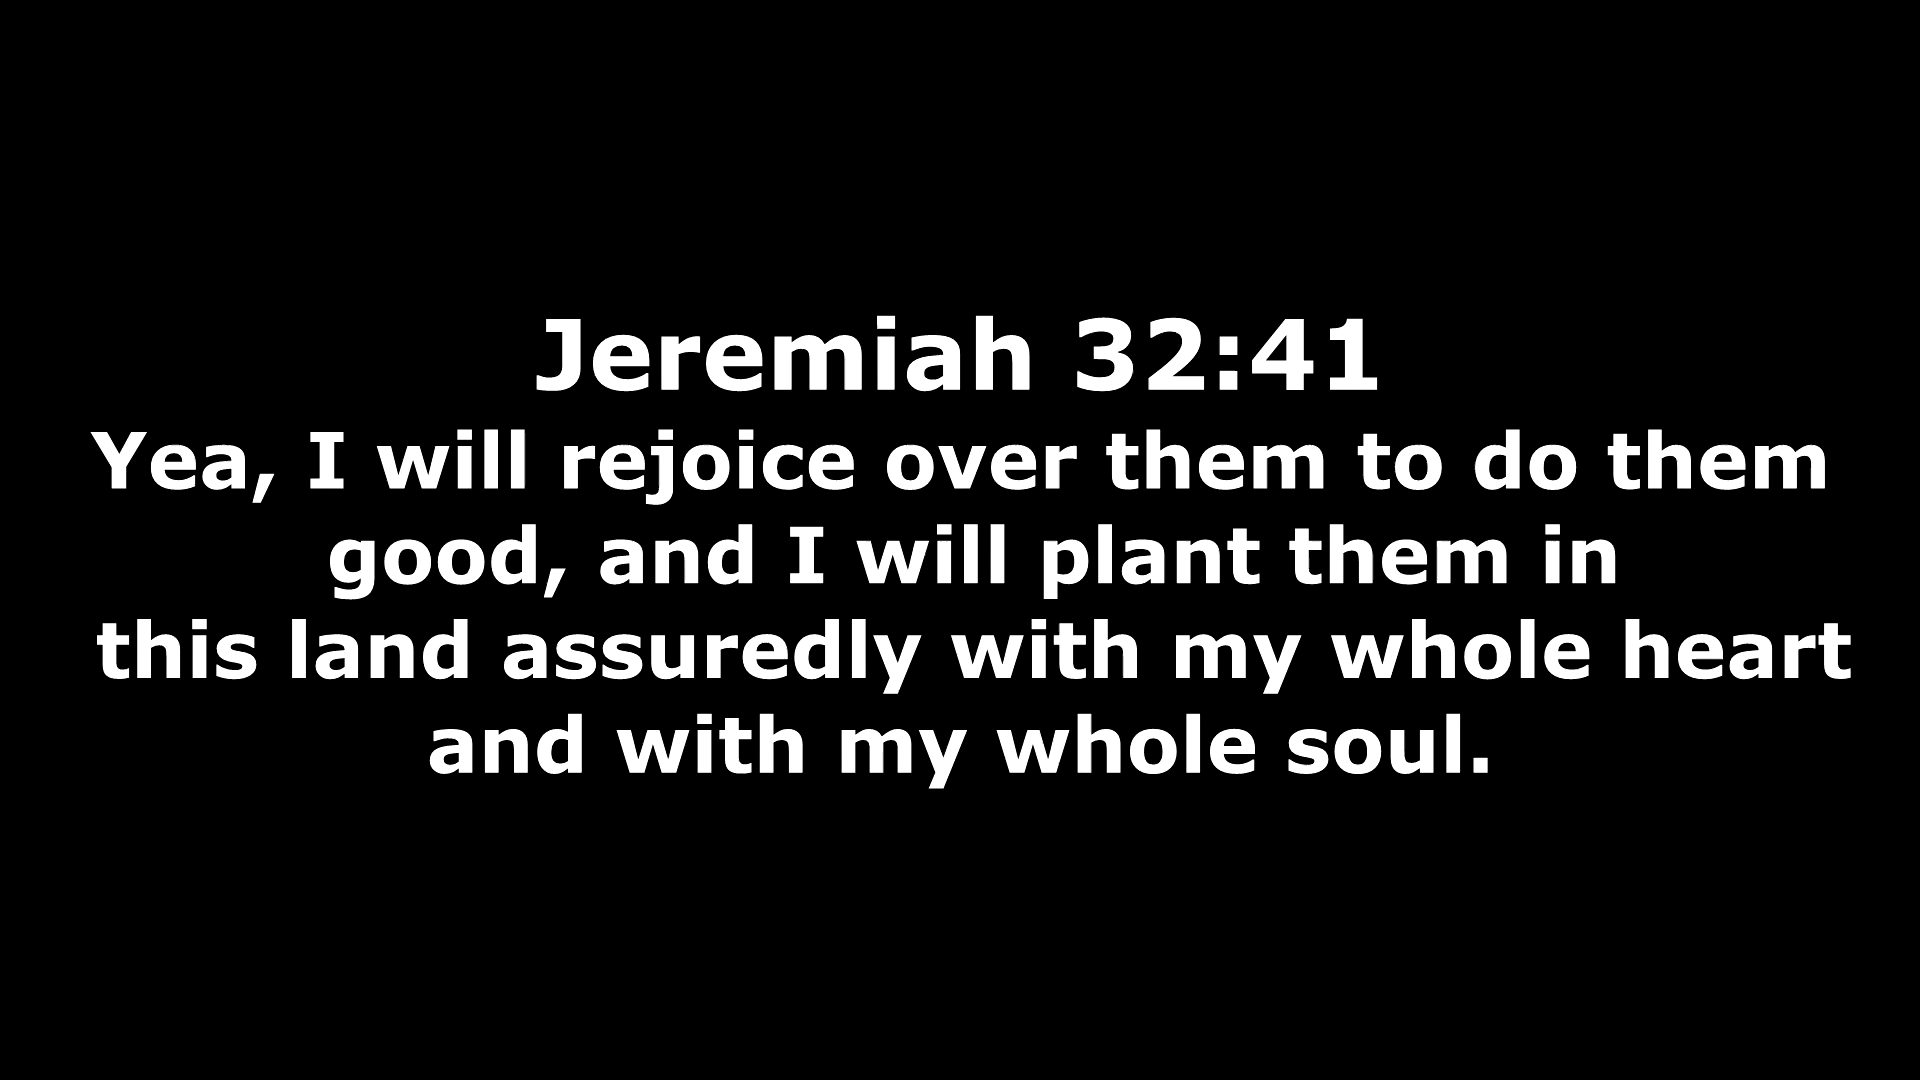 Jeremiah 32:41
Yea, I will rejoice over them to do them
good, and I will plant them in
this land assuredly with my whole heart
and with my whole soul.